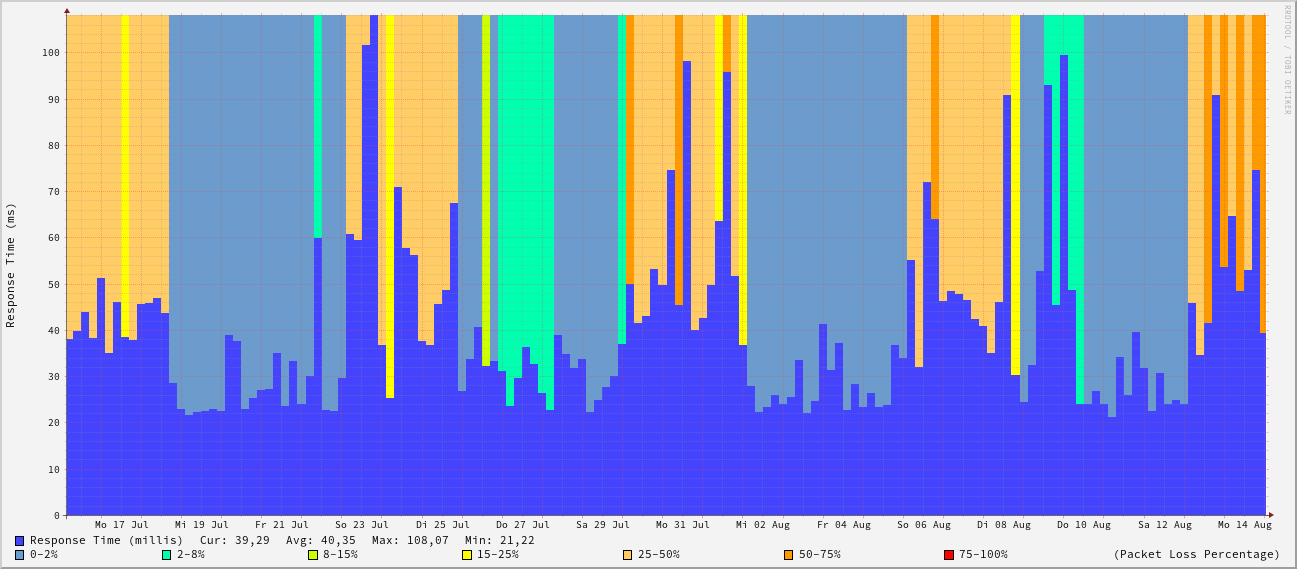 RRDTOOL / TOBI OETIKER
Response Time (ms)
100
90
80
70
60
50
40
30
20
10
0
Mo 17 Jul Mi 19 Jul Fr 21 Jul So 23 Jul Di 25 Jul Do 27 Jul Sa 29 Jul Mo 31 Jul Mi 02 Aug Fr 04 Aug So 06 Aug Di 08 Aug Do 10 Aug Sa 12 Aug Mo 14 Aug
Response Time (millis) Cur: 39,29 Avg: 40,35 Max: 108,07 Min: 21,22
0-2% 2-8% 8-15% 15-25% 25-50% 50-75% 75-100% (Packet Loss Percentage)